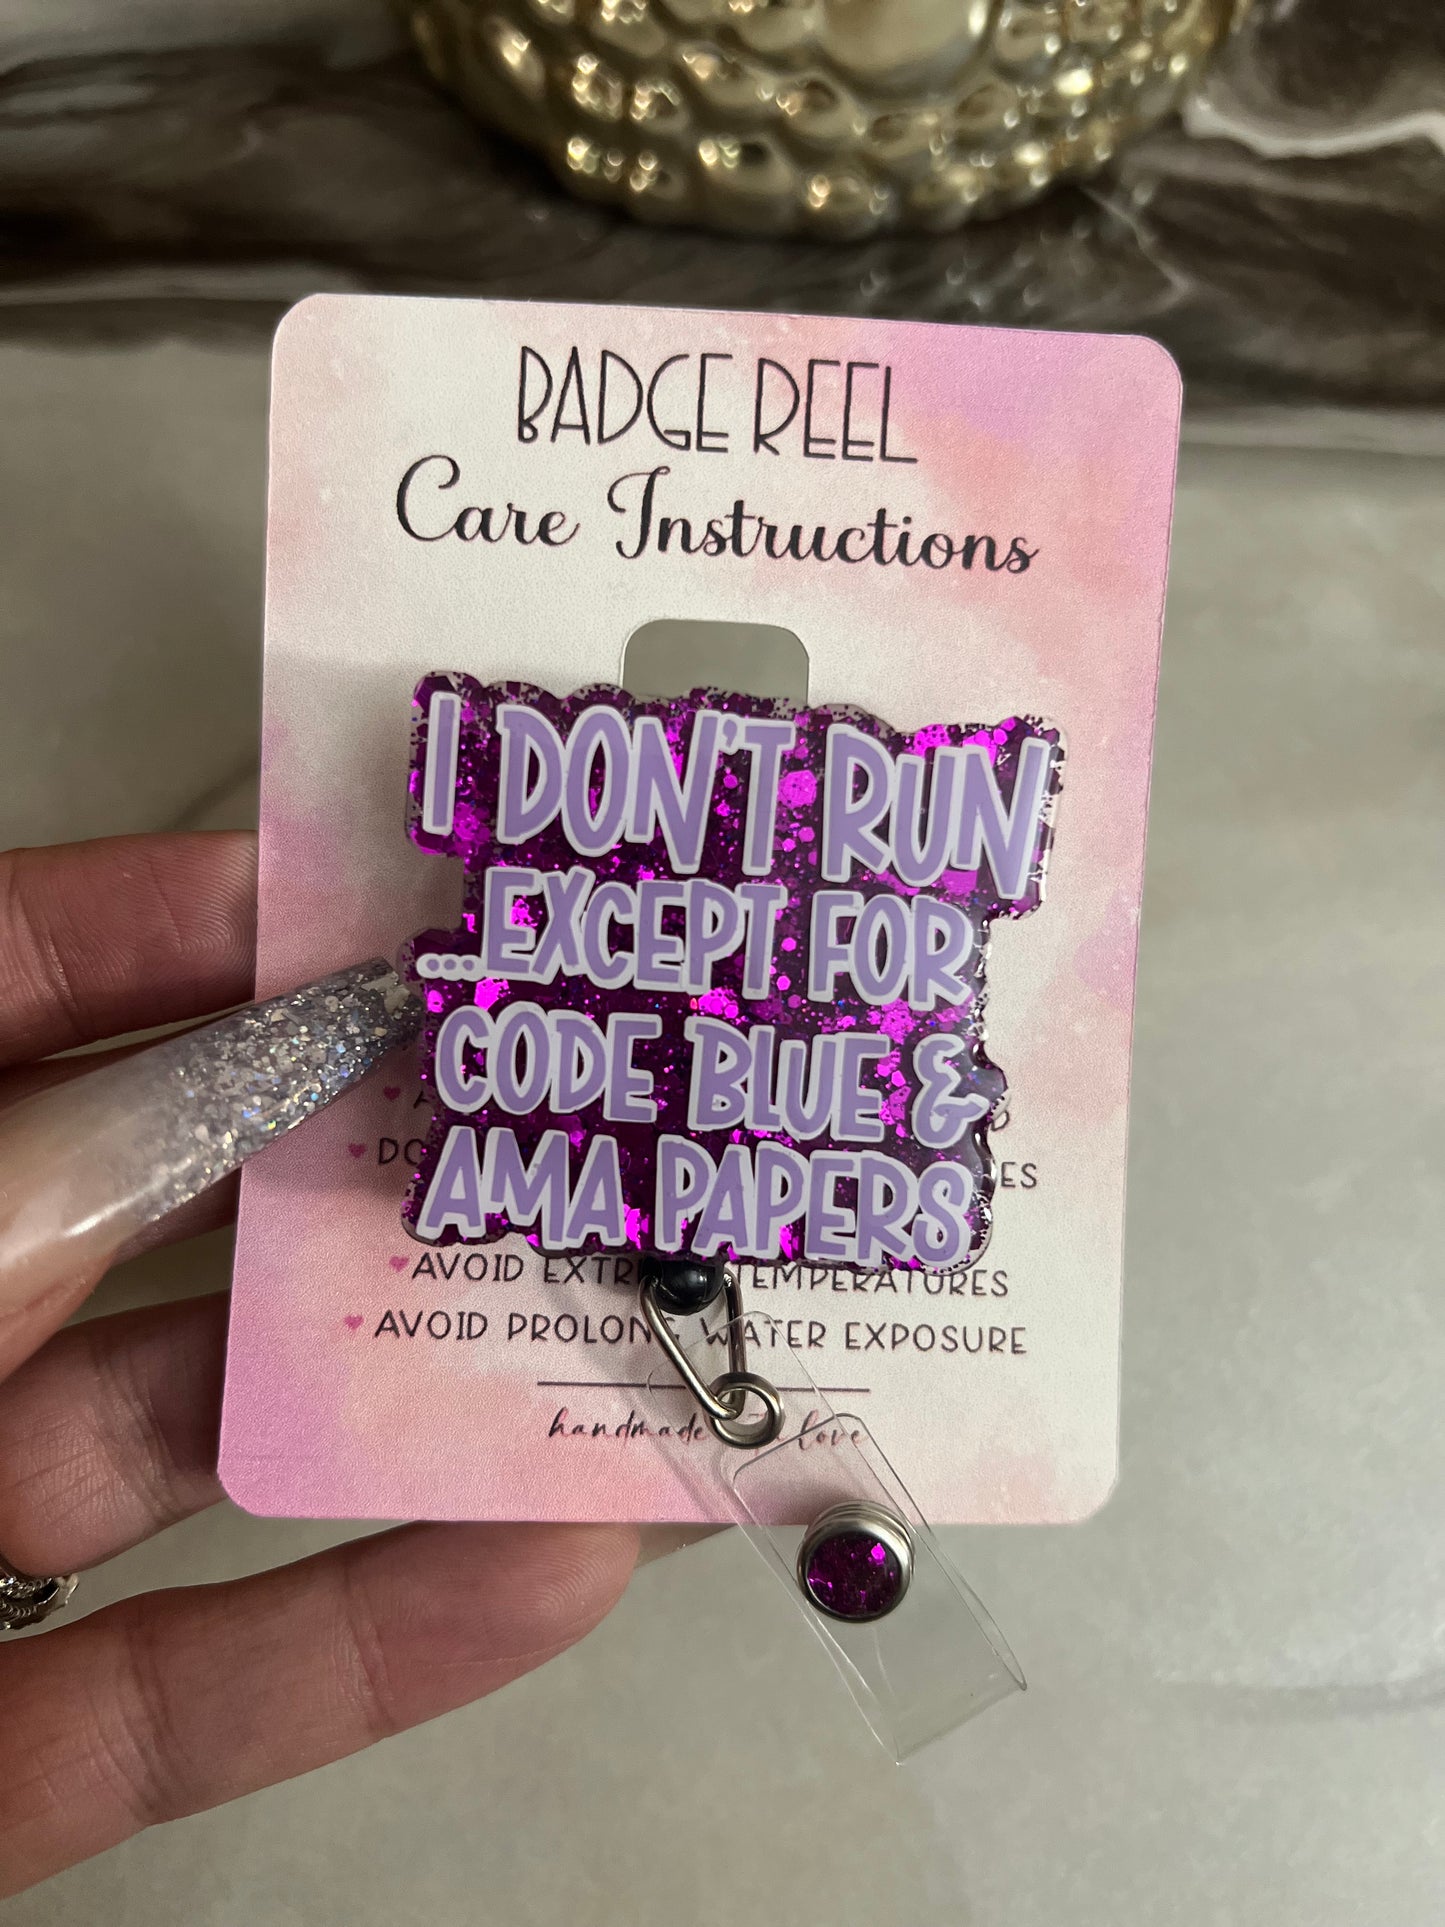 BADGE REEL
Care Instructions
I DON'T RUN
...EXCEPT FOR
CODE BLUE &
AMA PAPERS
AVOID TEMPERATURES
AVOID PROLONG WATER EXPOSURE
handmade love